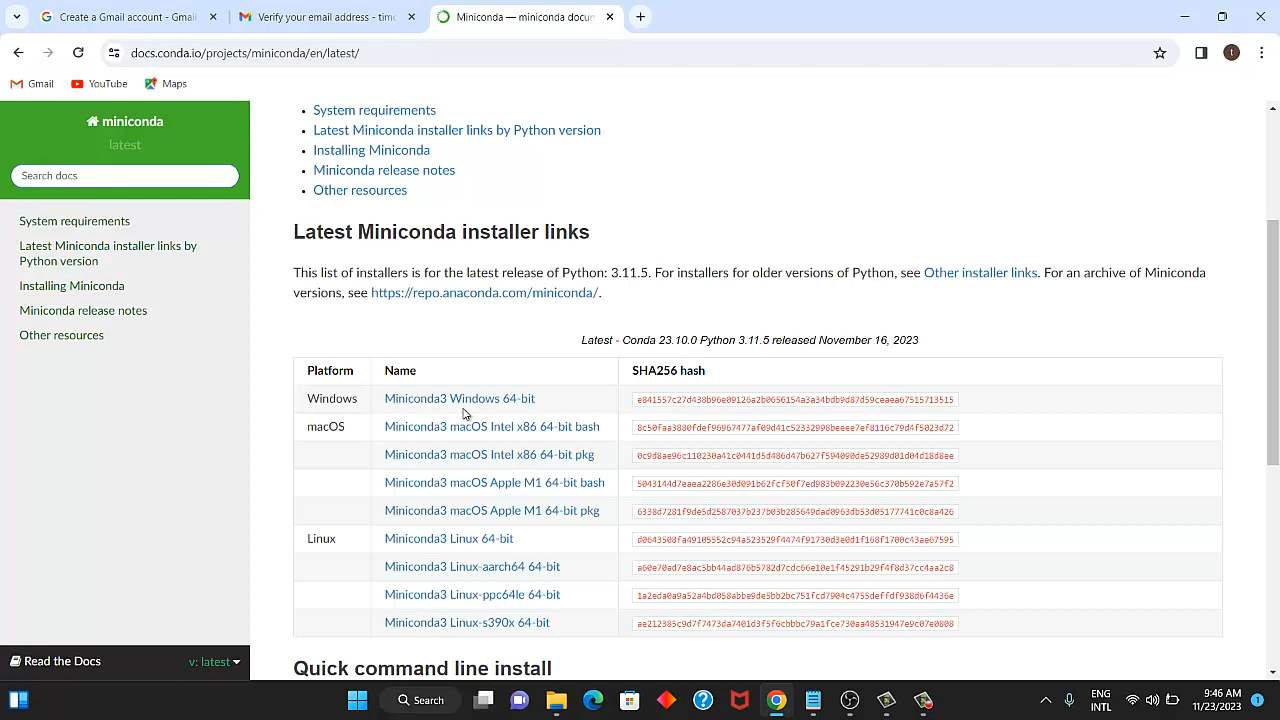 Create a Gmail account - Gmail
Verify your email address - timo
Miniconda — miniconda docum
docs.conda.io/projects/miniconda/en/latest/
t
Gmail
YouTube
Maps
miniconda
latest
Search docs
System requirements
Latest Miniconda installer links by
Python version
Installing Miniconda
Miniconda release notes
Other resources
Read the Docs
v: latest
System requirements
Latest Miniconda installer links by Python version
Installing Miniconda
Miniconda release notes
Other resources
Latest Miniconda installer links
This list of installers is for the latest release of Python: 3.11.5. For installers for older versions of Python, see Other installer links. For an archive of Miniconda
versions, see https://repo.anaconda.com/miniconda/.
Latest - Conda 23.10.0 Python 3.11.5 released November 16, 2023
Platform Name SHA256 hash
Windows Miniconda3 Windows 64-bit
macOS Miniconda3 macOS Intel x86 64-bit bash
Miniconda3 macOS Intel x86 64-bit pkg
Miniconda3 macOS Apple M1 64-bit bash
Miniconda3 macOS Apple M1 64-bit pkg
Linux Miniconda3 Linux 64-bit
Miniconda3 Linux-aarch64 64-bit
Miniconda3 Linux-ppc64le 64-bit
Miniconda3 Linux-s390x 64-bit
Quick command line install
Search
ENG
INTL
9:46 AM
11/23/2023
1